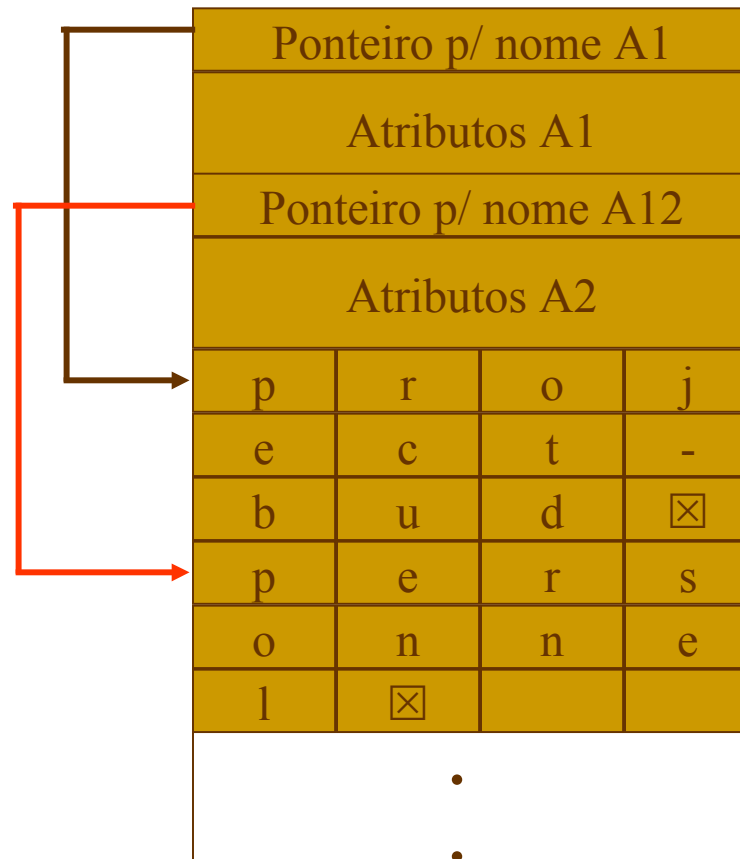 Ponteiro p/ nome A1
Atributos A1
Ponteiro p/ nome A12
Atributos A2
p r o j
e c t -
b u d ☒
p e r s
o n n e
l ☒
.
.